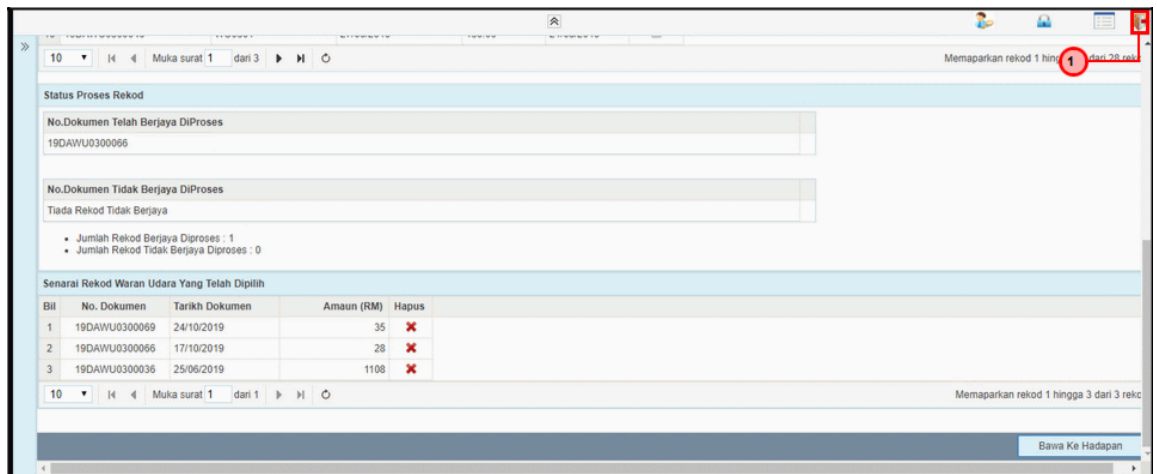 10 Muka surat 1 dari 3 Memaparkan rekod 1 hing 1 dari 28 reko
Status Proses Rekod
No.Dokumen Telah Berjaya DiProses
19DAWU0300066
No.Dokumen Tidak Berjaya DiProses
Tiada Rekod Tidak Berjaya
• Jumlah Rekod Berjaya Diproses : 1
• Jumlah Rekod Tidak Berjaya Diproses : 0
Senarai Rekod Waran Udara Yang Telah Dipilih
Bil No. Dokumen Tarikh Dokumen Amaun (RM) Hapus
1 19DAWU0300069 24/10/2019 35
2 19DAWU0300066 17/10/2019 28
3 19DAWU0300036 25/06/2019 1108
10 Muka surat 1 dari 1 Memaparkan rekod 1 hingga 3 dari 3 reko
Bawa Ke Hadapan